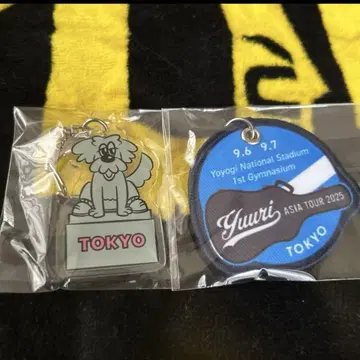 TOKYO
9.6 9.7
Yoyogi National Stadium
1st Gymnasium
Yuuri
ASIA TOUR 2025
TOKYO